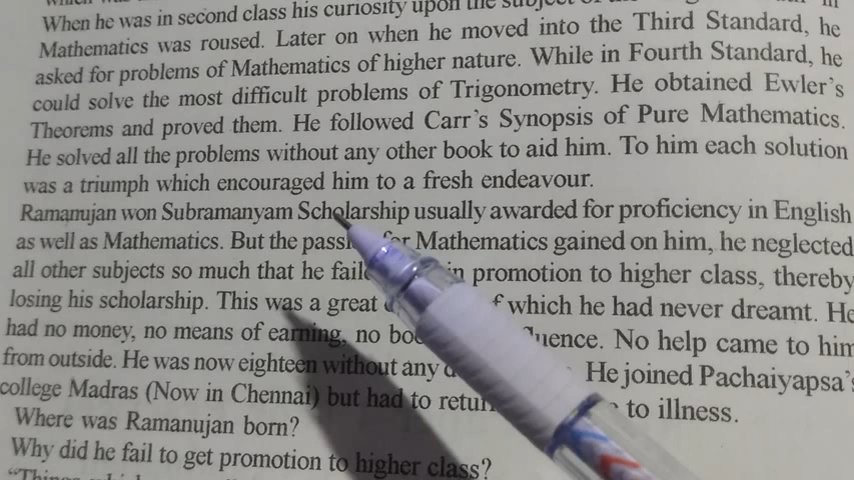 When he was in second class his curiosity upon the subject
Mathematics was roused. Later on when he moved into the Third Standard, he
asked for problems of Mathematics of higher nature. While in Fourth Standard, he
could solve the most difficult problems of Trigonometry. He obtained Ewler's
Theorems and proved them. He followed Carr's Synopsis of Pure Mathematics.
He solved all the problems without any other book to aid him. To him each solution
was a triumph which encouraged him to a fresh endeavour.
Ramanujan won Subramanyam Scholarship usually awarded for proficiency in English
as well as Mathematics. But the Mathematics gained on him, he neglected
all other subjects so much that he in promotion to higher class, thereby
losing his scholarship. This was a great which he had never dreamt. He
had no money, no means of earning, no No help came to him
from outside. He was now eighteen without any He joined Pachaiyapsa's
college Madras (Now in Chennai) but had to to illness.
Where was Ramanujan born?
Why did he fail to get promotion to higher class?